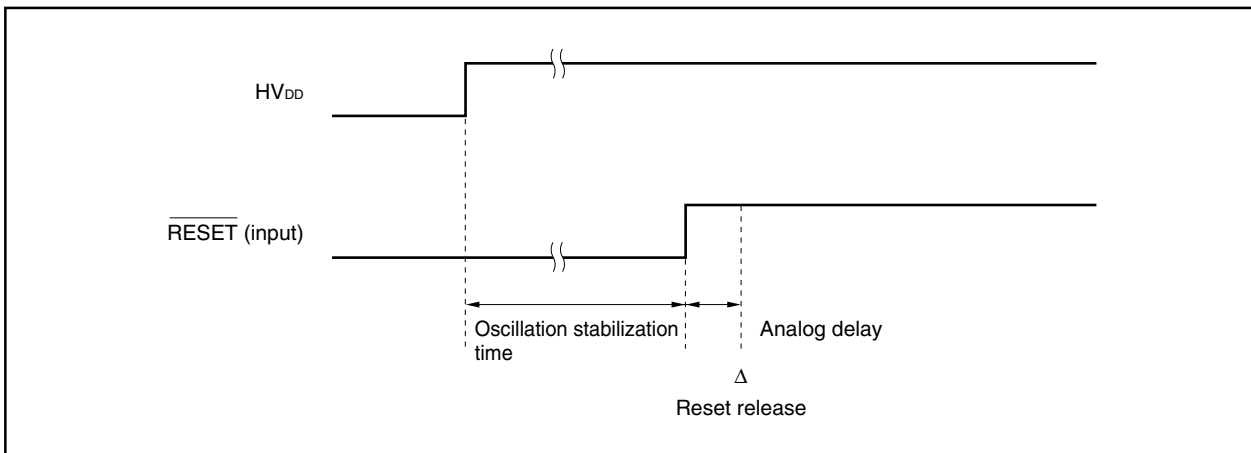 HVDD
RESET (input)
Oscillation stabilization
time
Analog delay
Δ
Reset release